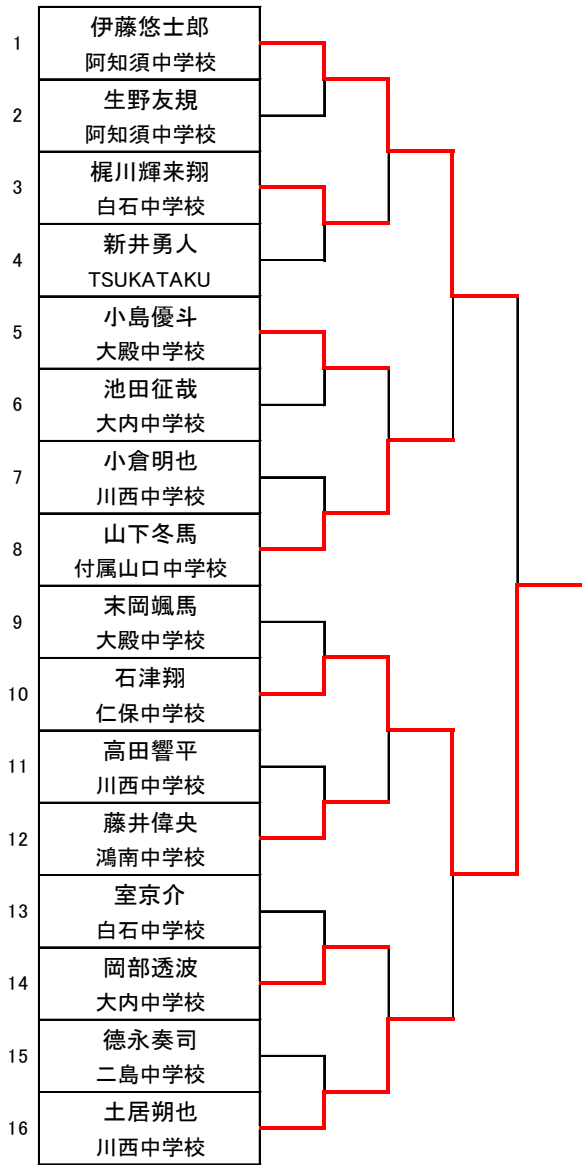 1
伊藤悠士郎
阿知須中学校
2
生野友規
阿知須中学校
3
梶川輝来翔
白石中学校
4
新井勇人
TSUKATAKU
5
小島優斗
大殿中学校
6
池田征哉
大内中学校
7
小倉明也
川西中学校
8
山下冬馬
付属山口中学校
9
末岡颯馬
大殿中学校
10
石津翔
仁保中学校
11
高田響平
川西中学校
12
藤井偉央
鴻南中学校
13
室京介
白石中学校
14
岡部透波
大内中学校
15
德永奏司
二島中学校
16
土居朔也
川西中学校